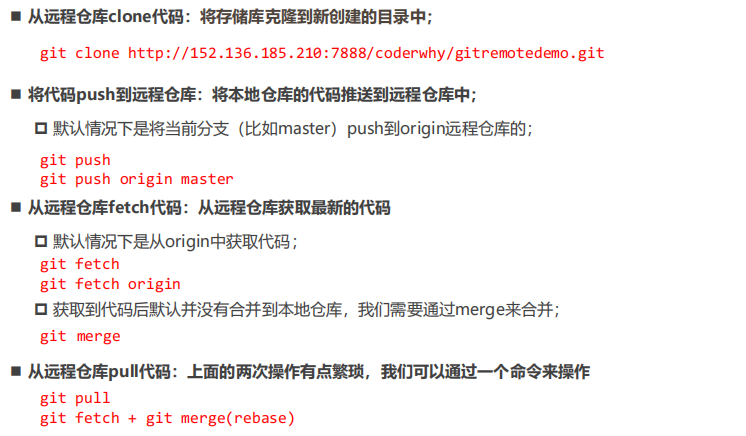 ■ 从远程仓库clone代码：将存储库克隆到新创建的目录中；
git clone http://152.136.185.210:7888/coderwhy/gitremotedemo.git
■ 将代码push到远程仓库：将本地仓库的代码推送到远程仓库中；
默认情况下是将当前分支（比如master）push到origin远程仓库的；
git push
git push origin master
■ 从远程仓库fetch代码：从远程仓库获取最新的代码
默认情况下是从origin中获取代码；
git fetch
git fetch origin
获取到代码后默认并没有合并到本地仓库，我们需要通过merge来合并；
git merge
■ 从远程仓库pull代码：上面的两次操作有点繁琐，我们可以通过一个命令来操作
git pull
git fetch + git merge(rebase)